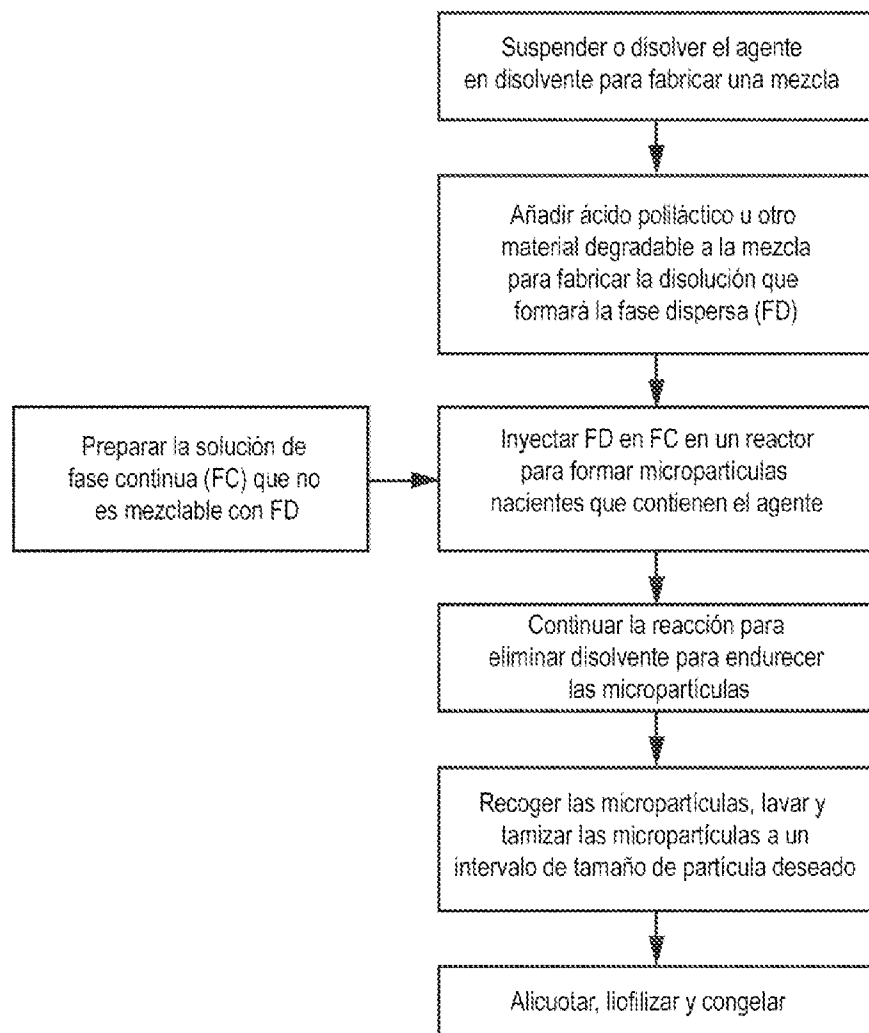 Suspender o disolver el agente
en disolvente para fabricar una mezcla
Añadir ácido poliláctico u otro
material degradable a la mezcla
para fabricar la disolución que
formará la fase dispersa (FD)
Preparar la solución de
fase continua (FC) que no
es mezclable con FD
Inyectar FD en FC en un reactor
para formar micropartículas
nacientes que contienen el agente
Continuar la reacción para
eliminar disolvente para endurecer
las micropartículas
Recoger las micropartículas, lavar y
tamizar las micropartículas a un
intervalo de tamaño de partícula deseado
Alicuotar, liofilizar y congelar